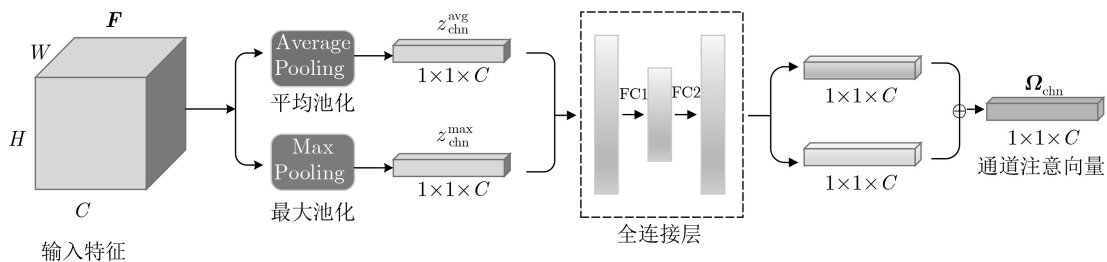 F
W
H
C
输入特征
Average
Pooling
平均池化
Max
Pooling
最大池化
z_chn^avg
1×1×C
z_chn^max
1×1×C
FC1
FC2
全连接层
1×1×C
1×1×C
Ω_chn
1×1×C
通道注意向量